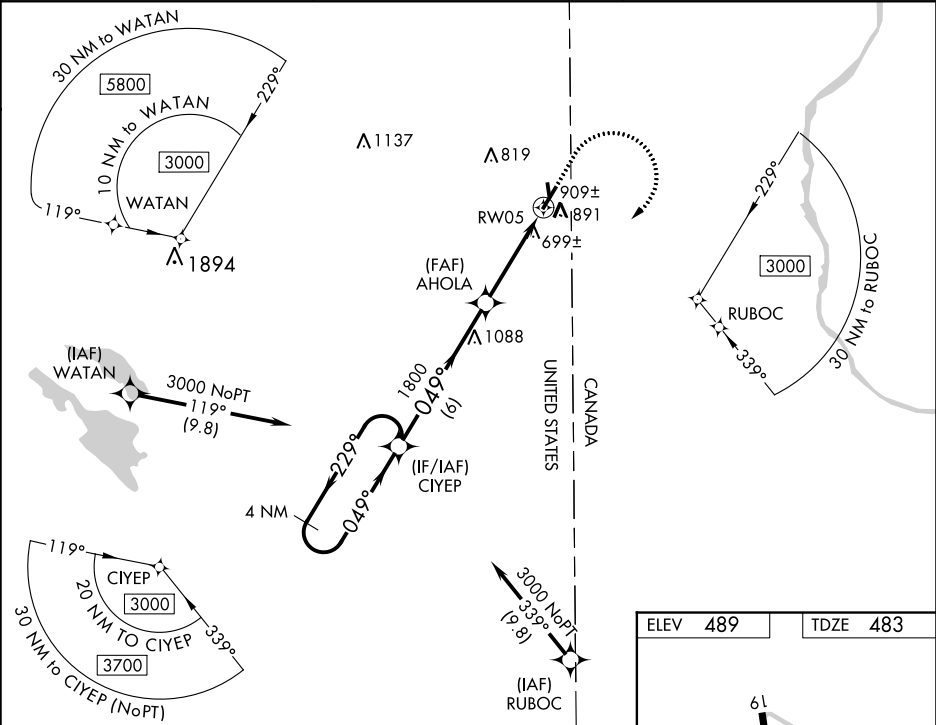 30 NM to WATAN
5800
10 NM to WATAN
3000
WATAN
229°
119°
1894
1137
819
909±
891
699±
RW05
(FAF)
AHOLA
1088
229°
3000
RUBOC
339°
30 NM to RUBOC
(IAF)
WATAN
3000 NoPT
119°
(9.8)
1800
049°
(6)
UNITED STATES
CANADA
(IF/IAF)
CIYEP
229°
049°
4 NM
119°
CIYEP
3000
20 NM TO CIYEP
339°
3700
30 NM to CIYEP (NoPT)
3000 NoPT
339°
(9.8)
(IAF)
RUBOC
ELEV 489
TDZE 483
19